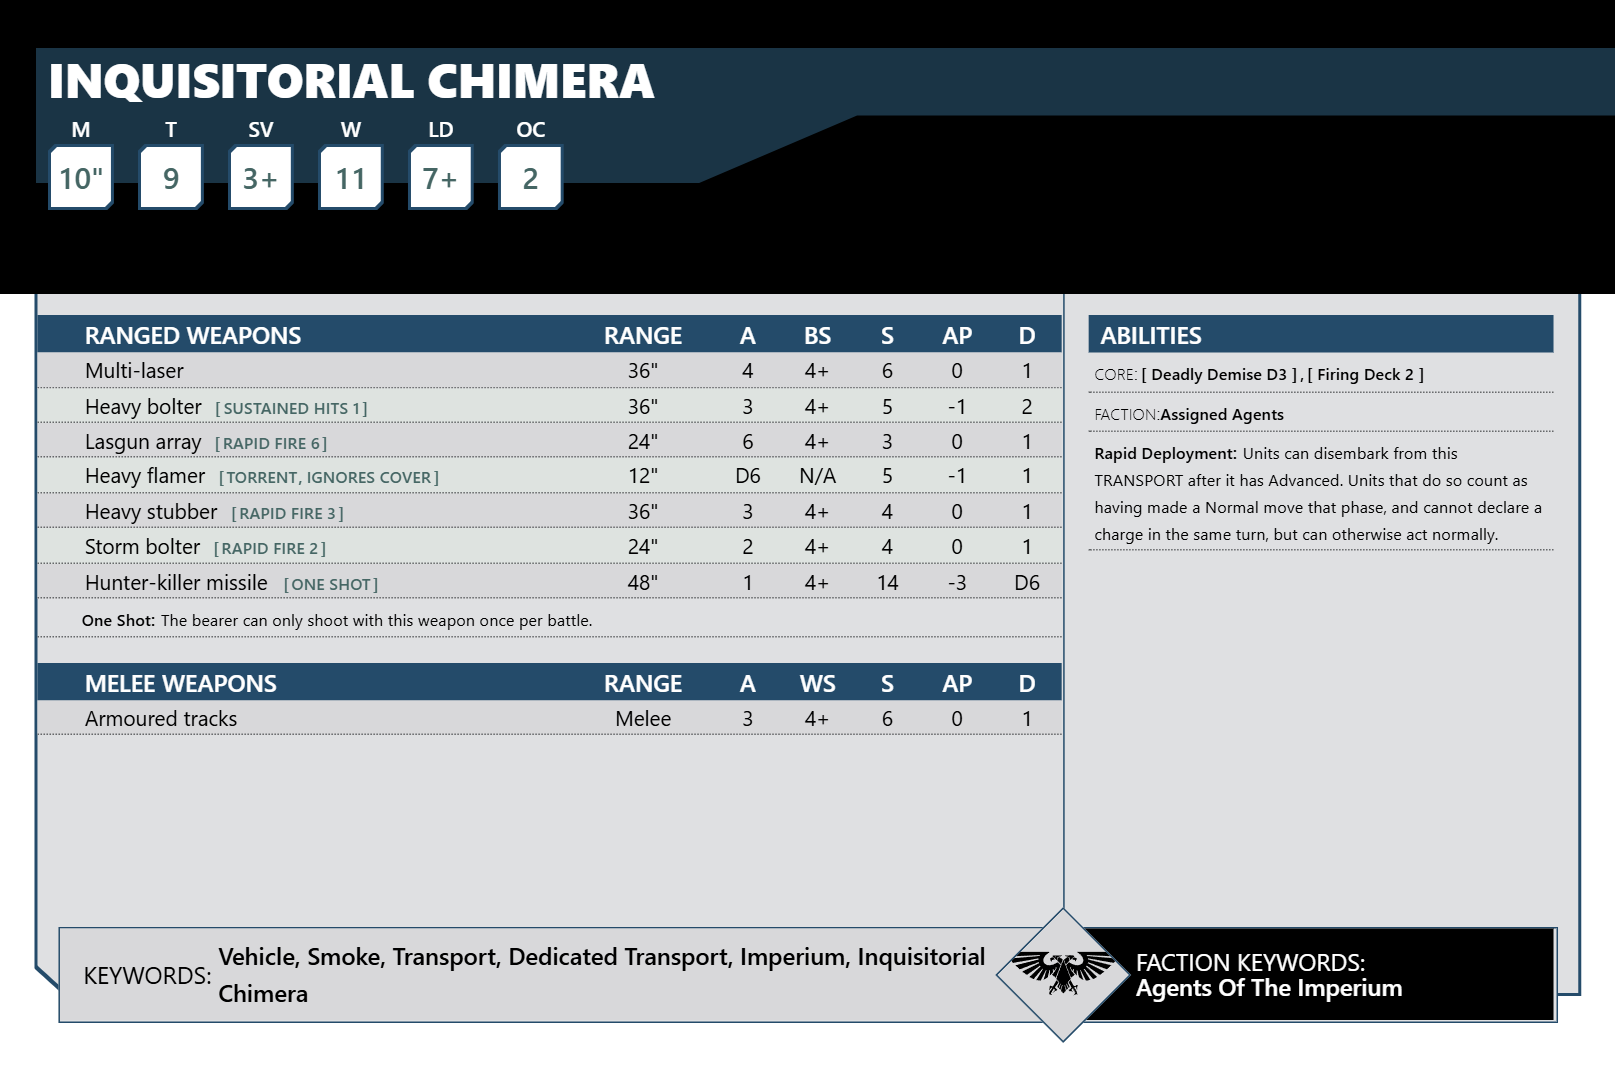 INQUISITORIAL CHIMERA
M T SV W LD OC
10" 9 3+ 11 7+ 2
RANGED WEAPONS RANGE A BS S AP D
Multi-laser 36" 4 4+ 6 0 1
Heavy bolter [SUSTAINED HITS 1] 36" 3 4+ 5 -1 2
Lasgun array [RAPID FIRE 6] 24" 6 4+ 3 0 1
Heavy flamer [TORRENT, IGNORES COVER] 12" D6 N/A 5 -1 1
Heavy stubber [RAPID FIRE 3] 36" 3 4+ 4 0 1
Storm bolter [RAPID FIRE 2] 24" 2 4+ 4 0 1
Hunter-killer missile [ONE SHOT] 48" 1 4+ 14 -3 D6
One Shot: The bearer can only shoot with this weapon once per battle.
MELEE WEAPONS RANGE A WS S AP D
Armoured tracks Melee 3 4+ 6 0 1
ABILITIES
CORE: [ Deadly Demise D3 ] , [ Firing Deck 2 ]
FACTION:Assigned Agents
Rapid Deployment: Units can disembark from this
TRANSPORT after it has Advanced. Units that do so count as
having made a Normal move that phase, and cannot declare a
charge in the same turn, but can otherwise act normally.
KEYWORDS: Vehicle, Smoke, Transport, Dedicated Transport, Imperium, Inquisitorial
Chimera
FACTION KEYWORDS:
Agents Of The Imperium